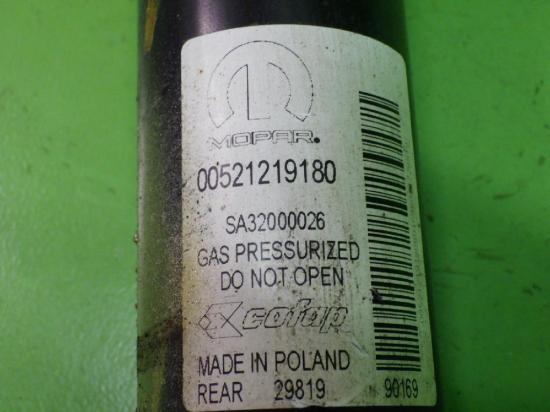 MOPAR.
00521219180
SA32000026
GAS PRESSURIZED
DO NOT OPEN
cofap
MADE IN POLAND
REAR 29819 90169